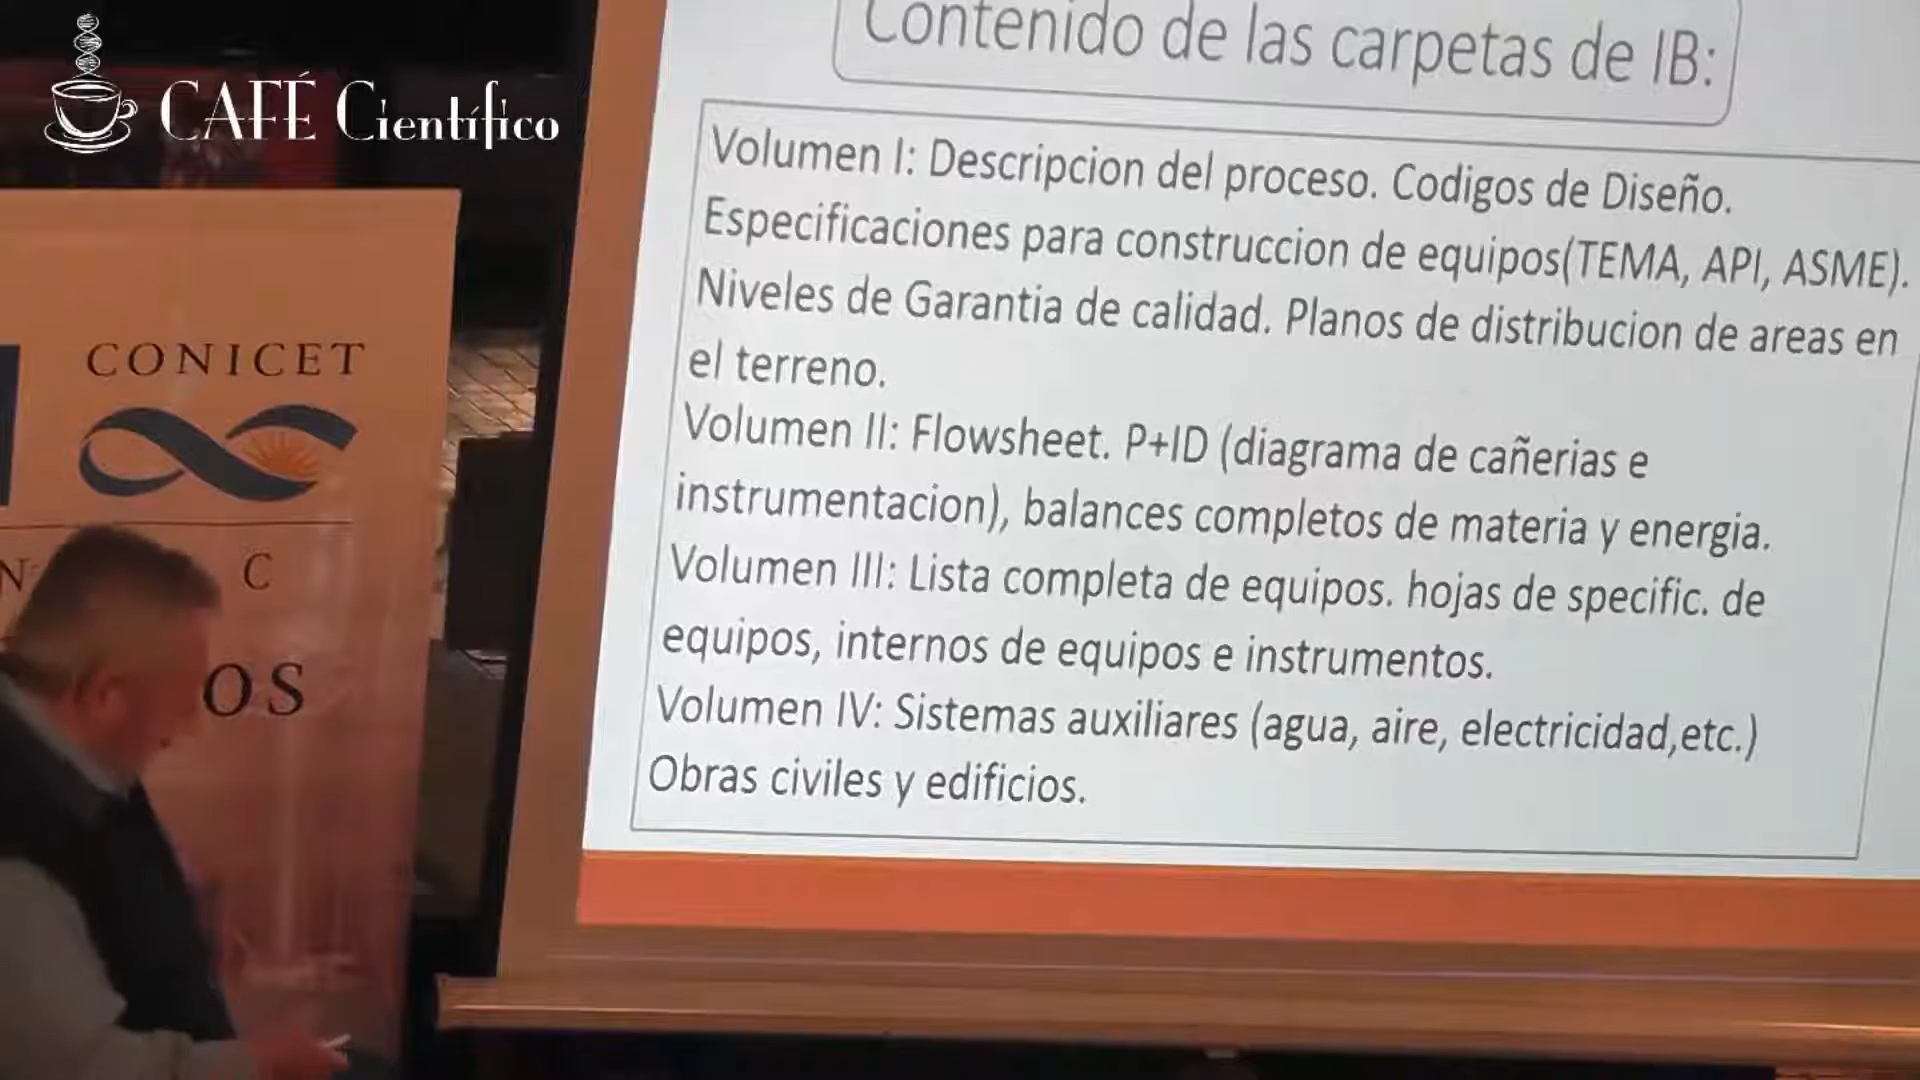 CAFÉ Científico
Contenido de las carpetas de IB:
Volumen I: Descripcion del proceso. Codigos de Diseño.
Especificaciones para construccion de equipos(TEMA, API, ASME).
Niveles de Garantia de calidad. Planos de distribucion de areas en
el terreno.
Volumen II: Flowsheet. P+ID (diagrama de cañerias e
instrumentacion), balances completos de materia y energia.
Volumen III: Lista completa de equipos. hojas de specific. de
equipos, internos de equipos e instrumentos.
Volumen IV: Sistemas auxiliares (agua, aire, electricidad,etc.)
Obras civiles y edificios.
CONICET
N C
OS